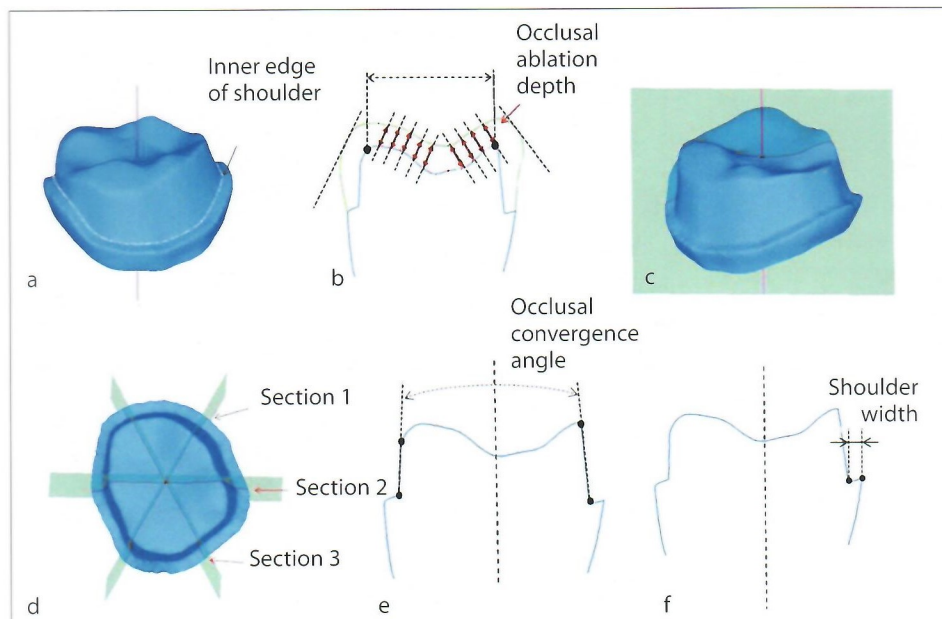 Inner edge
of shoulder
Occlusal
ablation
depth
a
b
c
Occlusal
convergence
angle
Section 1
Section 2
Section 3
Shoulder
width
d
e
f